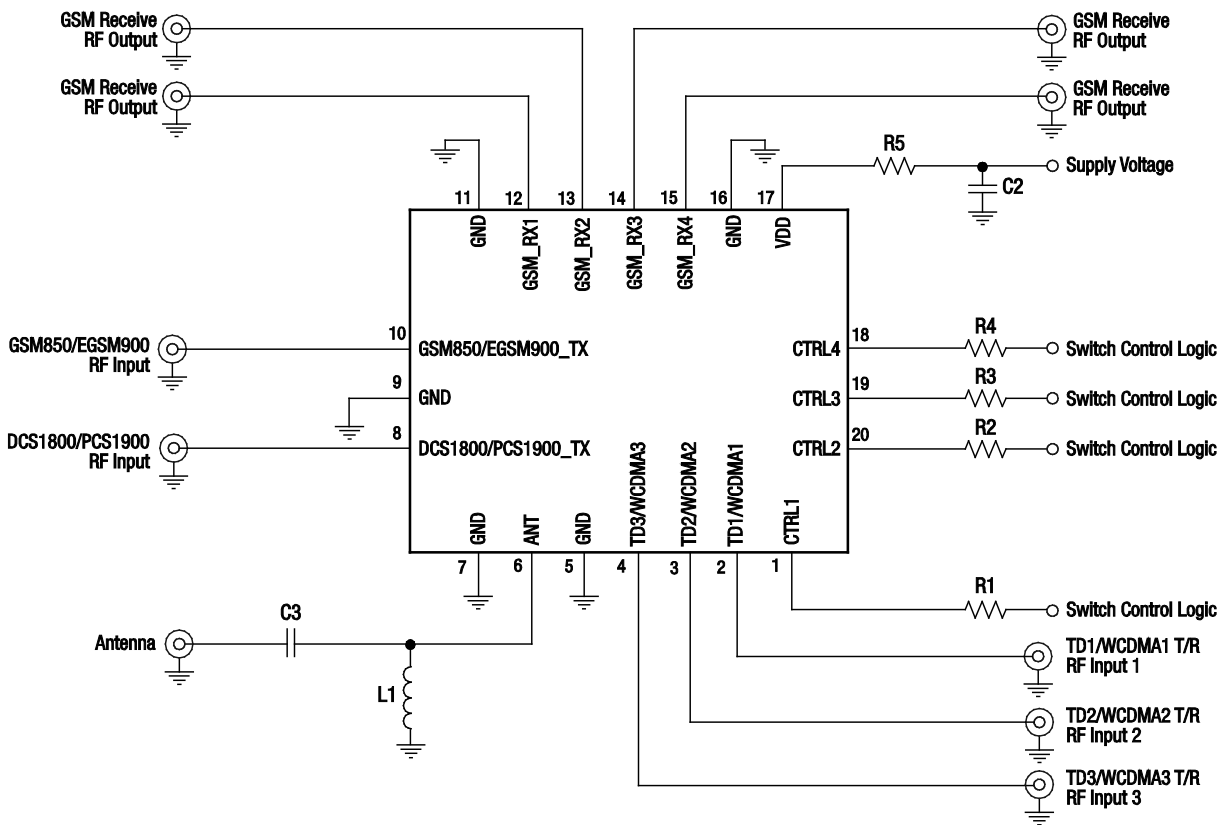 GSM Receive
RF Output
GSM Receive
RF Output
GSM Receive
RF Output
GSM Receive
RF Output
R5
Supply Voltage
C2
11
12
13
14
15
16
17
GND
GSM_RX1
GSM_RX2
GSM_RX3
GSM_RX4
GND
VDD
GSM850/EGSM900
RF Input
10
GSM850/EGSM900_TX
9
GND
DCS1800/PCS1900
RF Input
8
DCS1800/PCS1900_TX
CTRL4
18
R4
Switch Control Logic
CTRL3
19
R3
Switch Control Logic
CTRL2
20
R2
Switch Control Logic
GND
ANT
GND
TD3/WCDMA3
TD2/WCDMA2
TD1/WCDMA1
CTRL1
7
6
5
4
3
2
1
R1
Switch Control Logic
Antenna
C3
L1
TD1/WCDMA1 T/R
RF Input 1
TD2/WCDMA2 T/R
RF Input 2
TD3/WCDMA3 T/R
RF Input 3